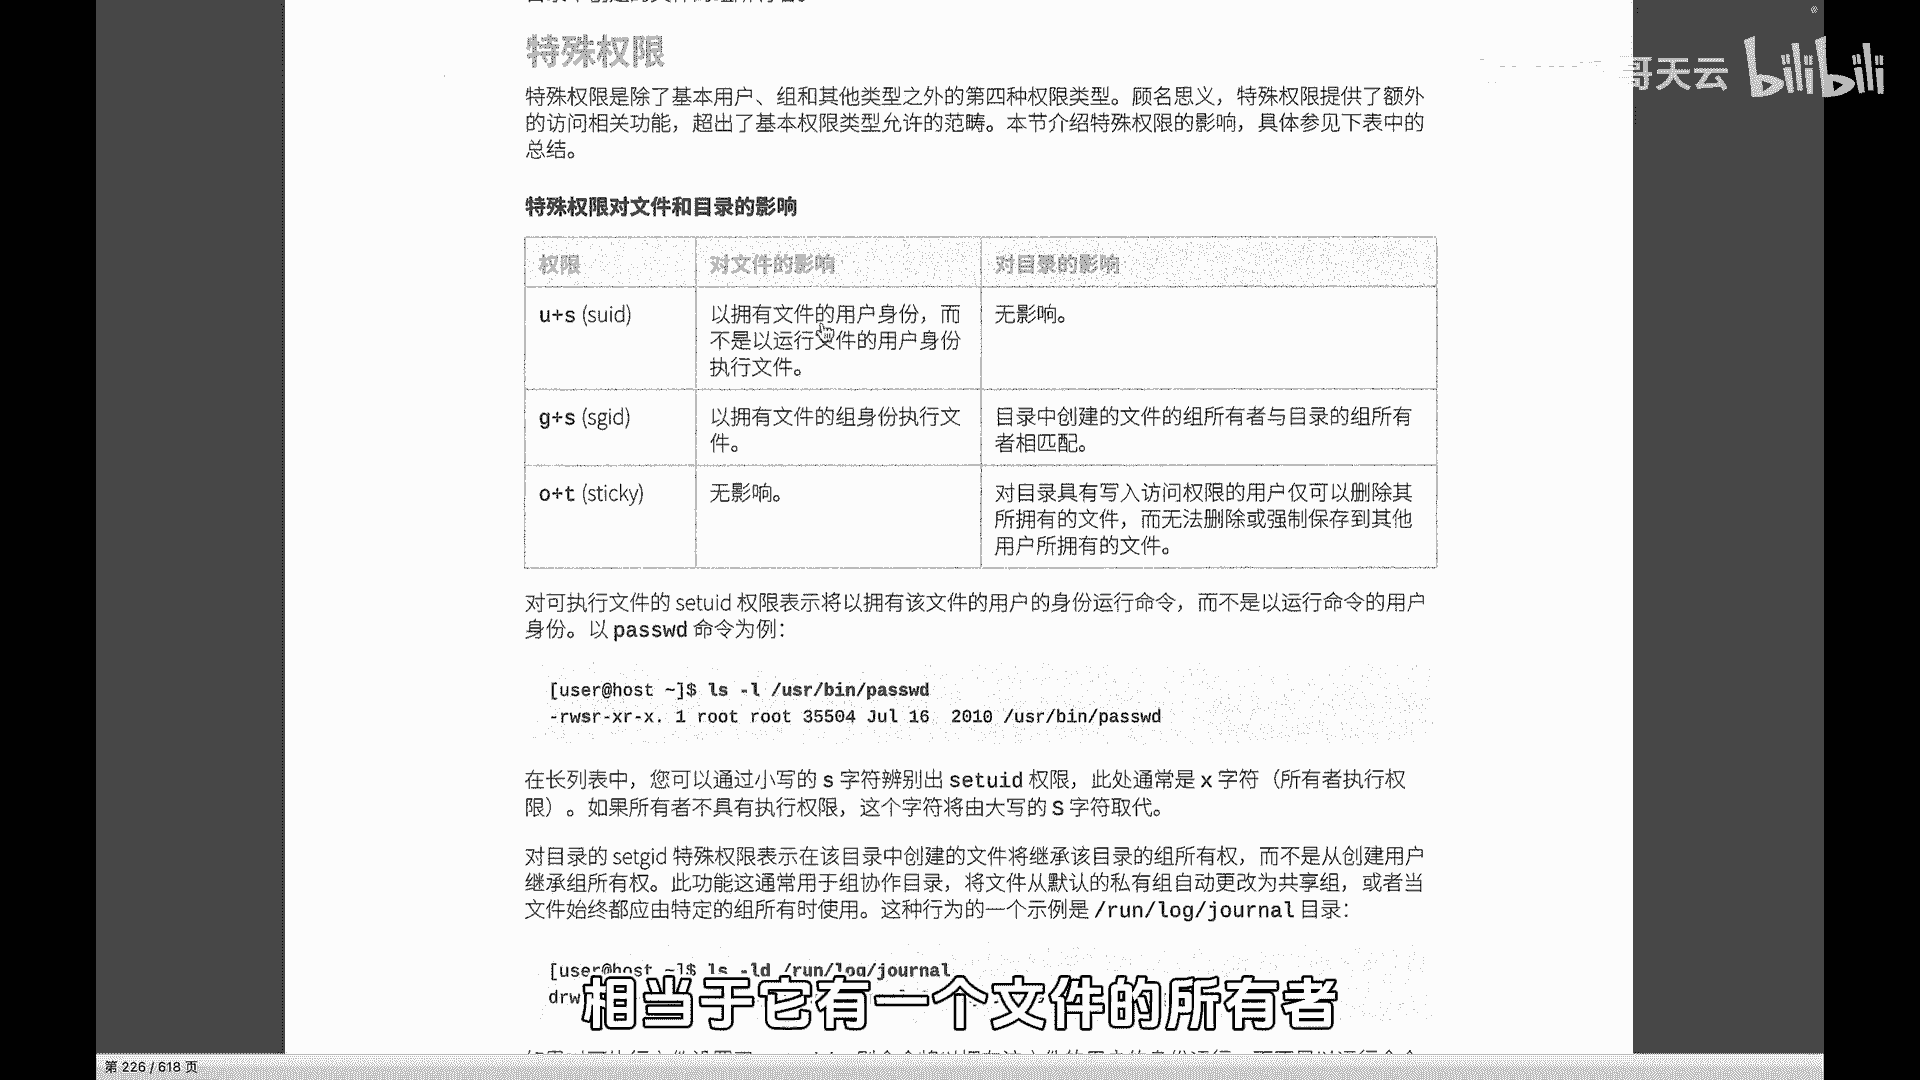 特殊权限
哥天云 bilibili
特殊权限是除了基本用户、组和其他类型之外的第四种权限类型。顾名思义，特殊权限提供了额外
的访问相关功能，超出了基本权限类型允许的范畴。本节介绍特殊权限的影响，具体参见下表中的
总结。
特殊权限对文件和目录的影响
权限 对文件的影响 对目录的影响
u+s (suid) 以拥有文件的用户身份，而 无影响。
不是以运行文件的用户身份
执行文件。
g+s (sgid) 以拥有文件的组身份执行文 目录中创建的文件的组所有者与目录的组所有
件。 者相匹配。
o+t (sticky) 无影响。 对目录具有写入访问权限的用户仅可以删除其
所拥有的文件，而无法删除或强制保存到其他
用户所拥有的文件。
对可执行文件的 setuid 权限表示将以拥有该文件的用户的身份运行命令，而不是以运行命令的用户
身份。以 passwd 命令为例：
[user@host ~]$ ls -l /usr/bin/passwd
-rwsr-xr-x. 1 root root 35504 Jul 16  2010 /usr/bin/passwd
在长列表中，您可以通过小写的 s 字符辨别出 setuid 权限，此处通常是 x 字符（所有者执行权
限）。如果所有者不具有执行权限，这个字符将由大写的 S 字符取代。
对目录的 setgid 特殊权限表示在该目录中创建的文件将继承该目录的组所有权，而不是从创建用户
继承组所有权。此功能这通常用于组协作目录，将文件从默认的私有组自动更改为共享组，或者当
文件始终都应由特定的组所有时使用。这种行为的一个示例是 /run/log/journal 目录：
[user@host ~]$ ls -ld /run/log/journal
drw
相当于它有一个文件的所有者
第 226 / 618 页